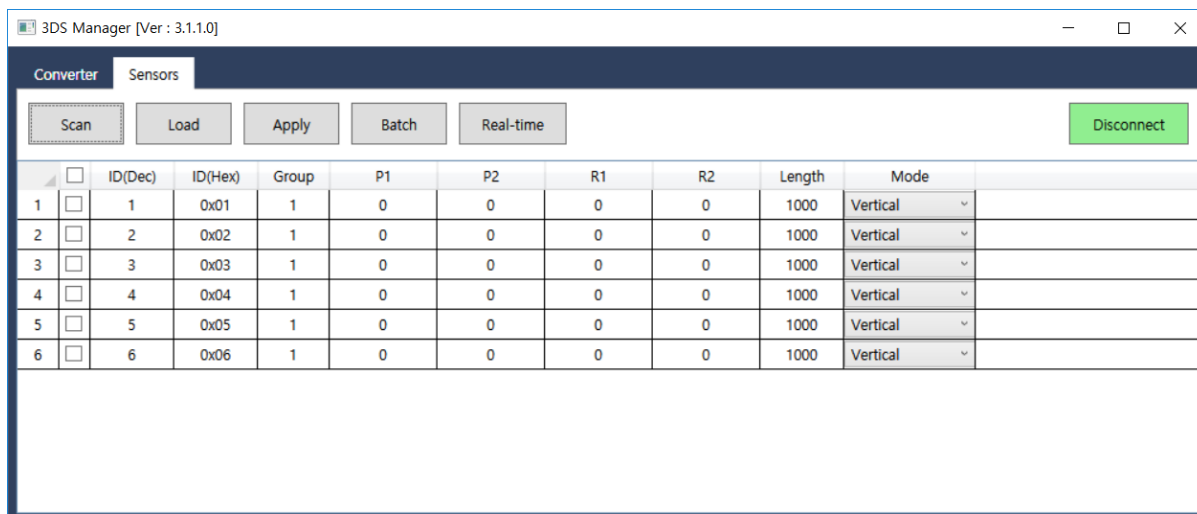 3DS Manager [Ver : 3.1.1.0]
Converter Sensors
Scan Load Apply Batch Real-time Disconnect
ID(Dec) ID(Hex) Group P1 P2 R1 R2 Length Mode
1 1 0x01 1 0 0 0 0 1000 Vertical
2 2 0x02 1 0 0 0 0 1000 Vertical
3 3 0x03 1 0 0 0 0 1000 Vertical
4 4 0x04 1 0 0 0 0 1000 Vertical
5 5 0x05 1 0 0 0 0 1000 Vertical
6 6 0x06 1 0 0 0 0 1000 Vertical